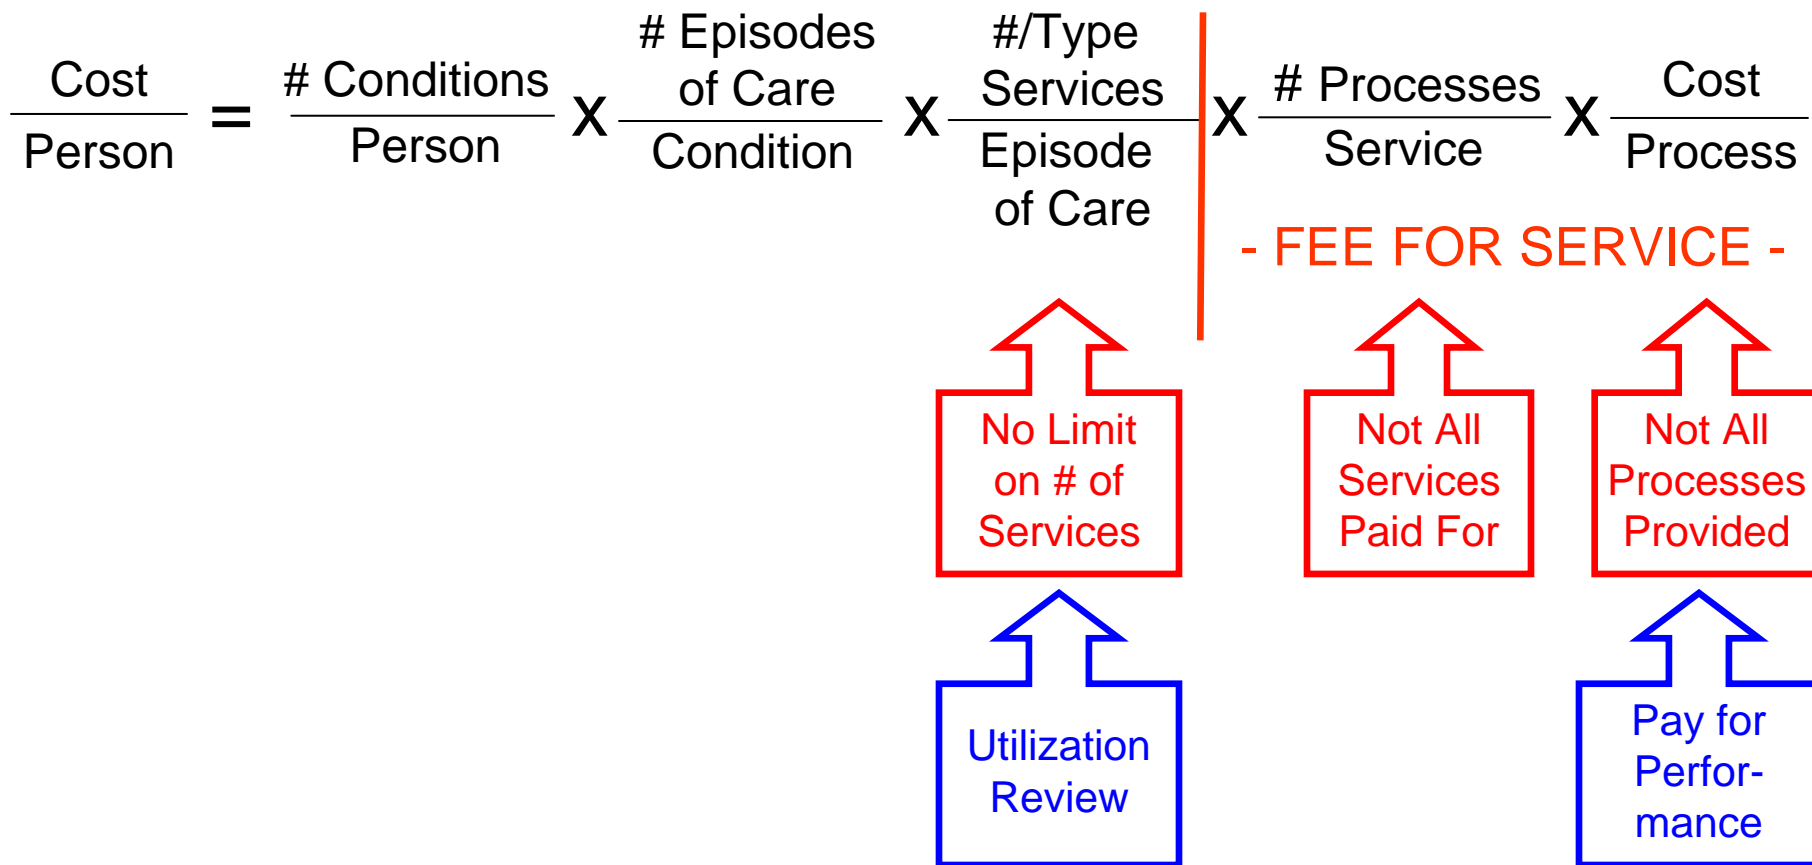 Cost
Person
=
# Conditions
Person
x
# Episodes
of Care
Condition
x
#/Type
Services
Episode
of Care
x
# Processes
Service
x
Cost
Process
- FEE FOR SERVICE -
No Limit
on # of
Services
Not All
Services
Paid For
Not All
Processes
Provided
Utilization
Review
Pay for
Perfor-
mance